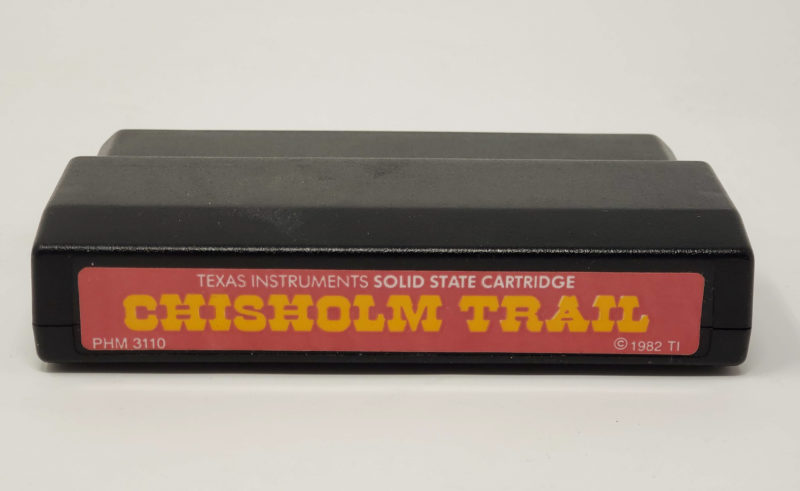 TEXAS INSTRUMENTS SOLID STATE CARTRIDGE
CHISHOLM TRAIL
PHM 3110
© 1982 TI